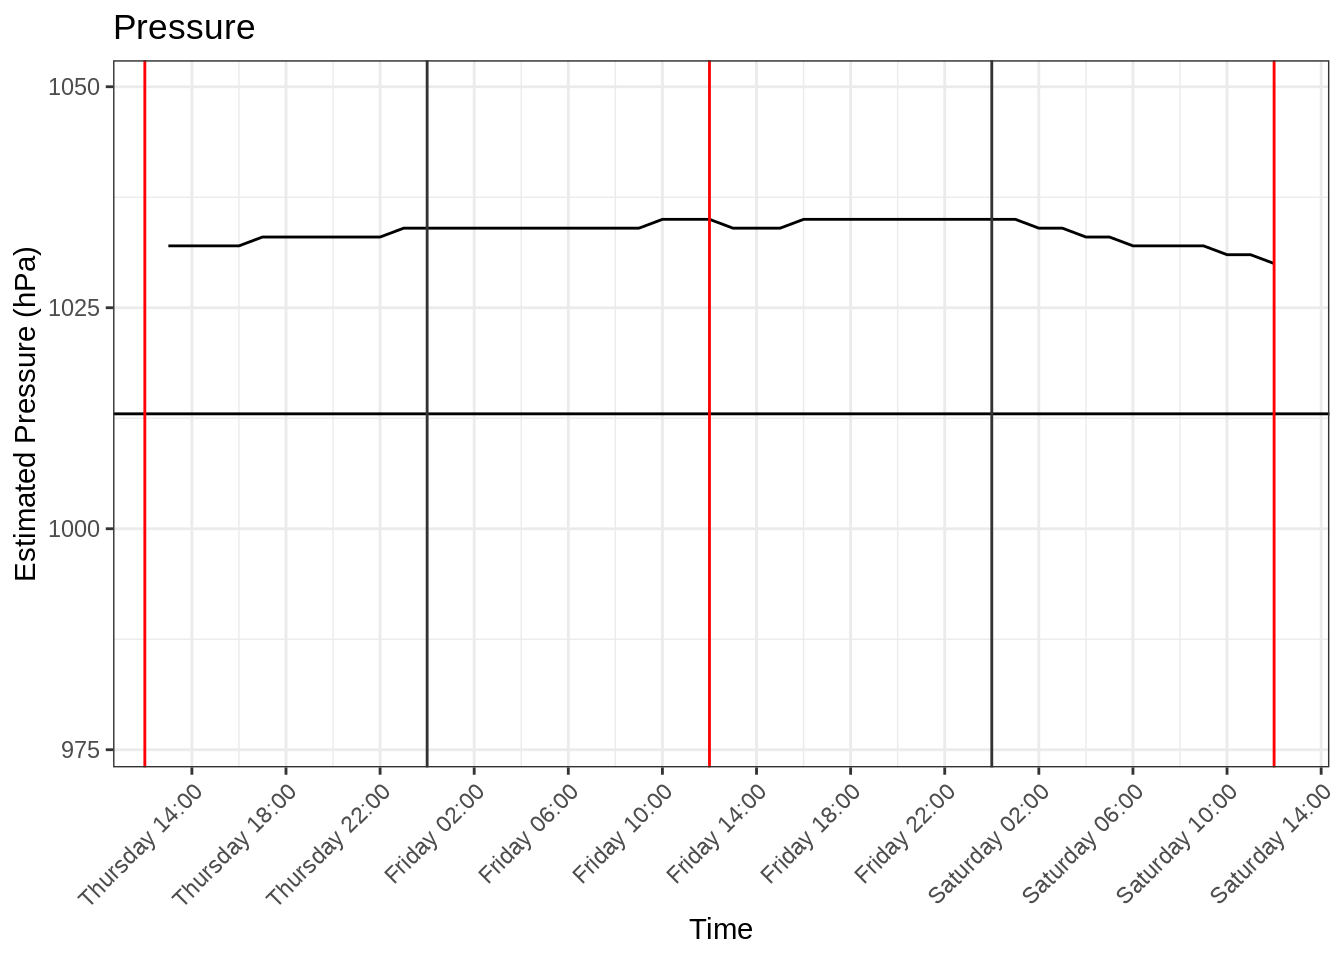 Pressure
Estimated Pressure (hPa)
1050
1025
1000
975
Thursday 14:00
Thursday 18:00
Thursday 22:00
Friday 02:00
Friday 06:00
Friday 10:00
Friday 14:00
Friday 18:00
Friday 22:00
Saturday 02:00
Saturday 06:00
Saturday 10:00
Saturday 14:00
Time